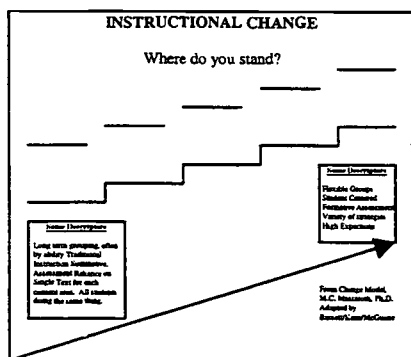 INSTRUCTIONAL CHANGE
Where do you stand?
Some Descriptors
Long term grouping, often
by ability Traditional
Instruction Summative.
Assessment Reliance on
Single Text for each
content area. All students
doing the same thing.
Some Descriptors
Flexible Groups
Student Centered
Formative Assessment
Variety of strategies
High Expectations
From Change Model,
M.C. Ph.D.
Adapted by